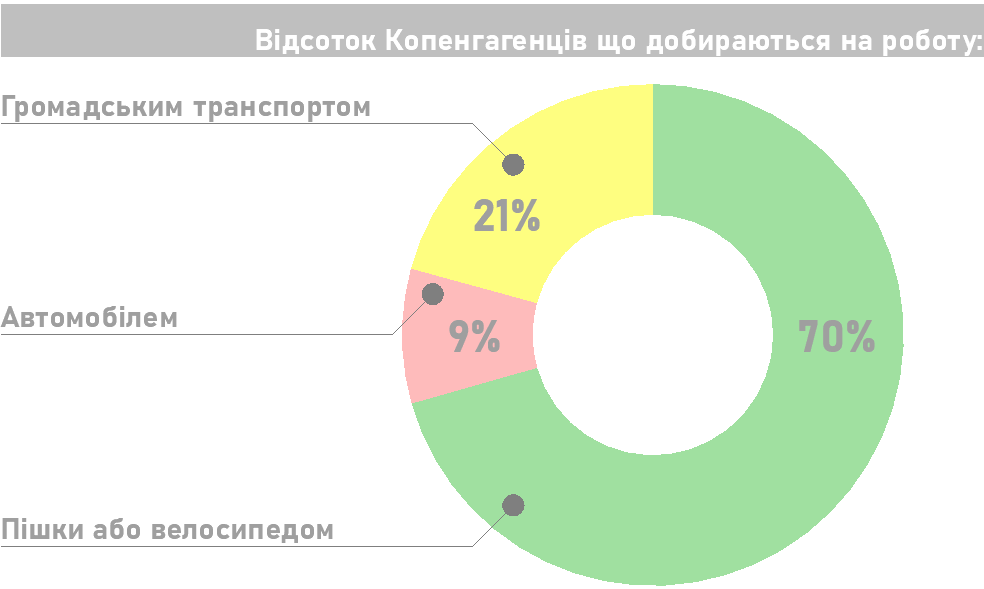 Відсоток Копенгагенців що добираються на роботу:
Громадським транспортом
21%
Автомобілем
9%
70%
Пішки або велосипедом